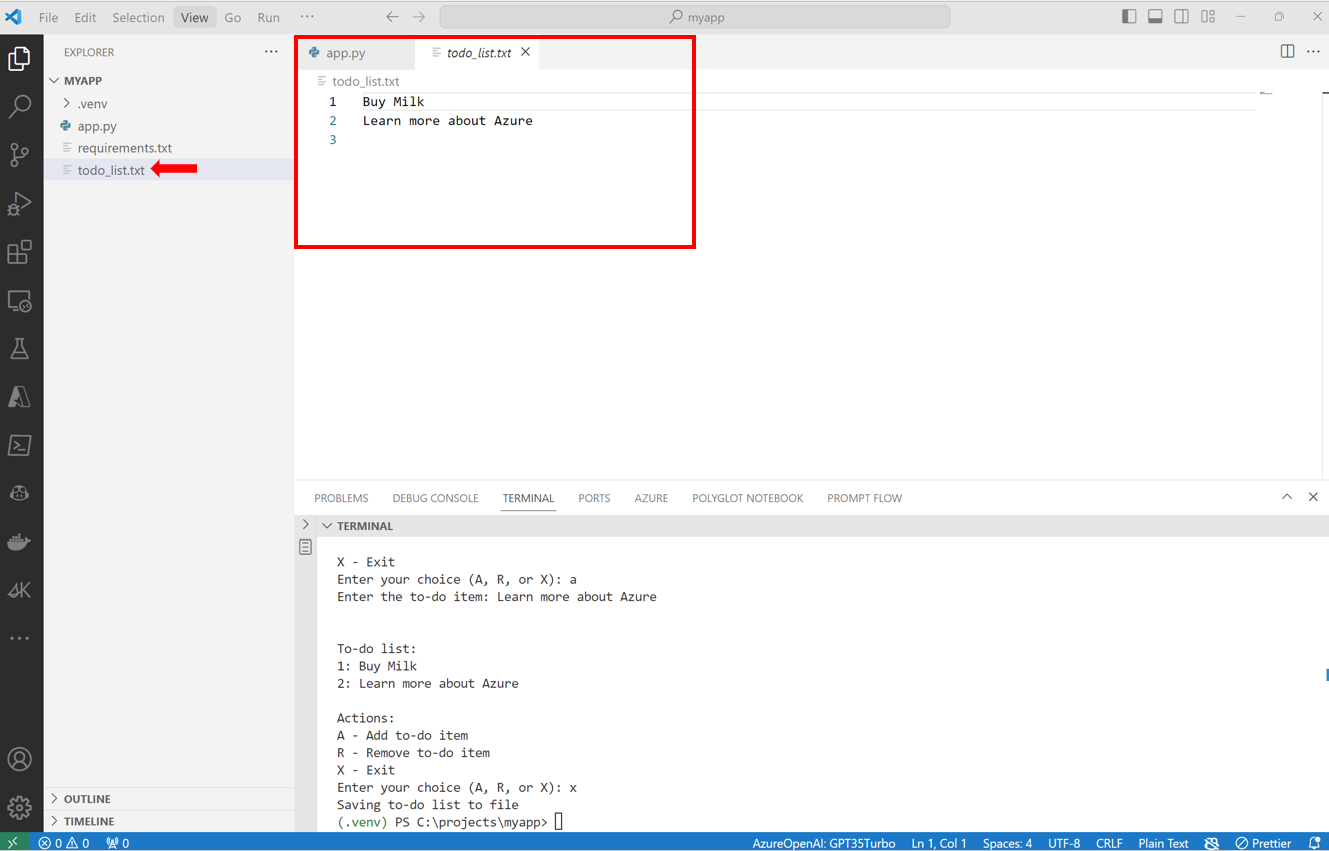 File Edit Selection View Go Run ···
myapp
EXPLORER ···
MYAPP
.venv
app.py
requirements.txt
todo_list.txt
OUTLINE
TIMELINE
app.py todo_list.txt
todo_list.txt
1 Buy Milk
2 Learn more about Azure
3
PROBLEMS DEBUG CONSOLE TERMINAL PORTS AZURE POLYGLOT NOTEBOOK PROMPT FLOW
TERMINAL
X - Exit
Enter your choice (A, R, or X): a
Enter the to-do item: Learn more about Azure
To-do list:
1: Buy Milk
2: Learn more about Azure
Actions:
A - Add to-do item
R - Remove to-do item
X - Exit
Enter your choice (A, R, or X): x
Saving to-do list to file
(.venv) PS C:\projects\myapp>
0 0 0 AzureOpenAI: GPT35Turbo Ln 1, Col 1 Spaces: 4 UTF-8 CRLF Plain Text Prettier